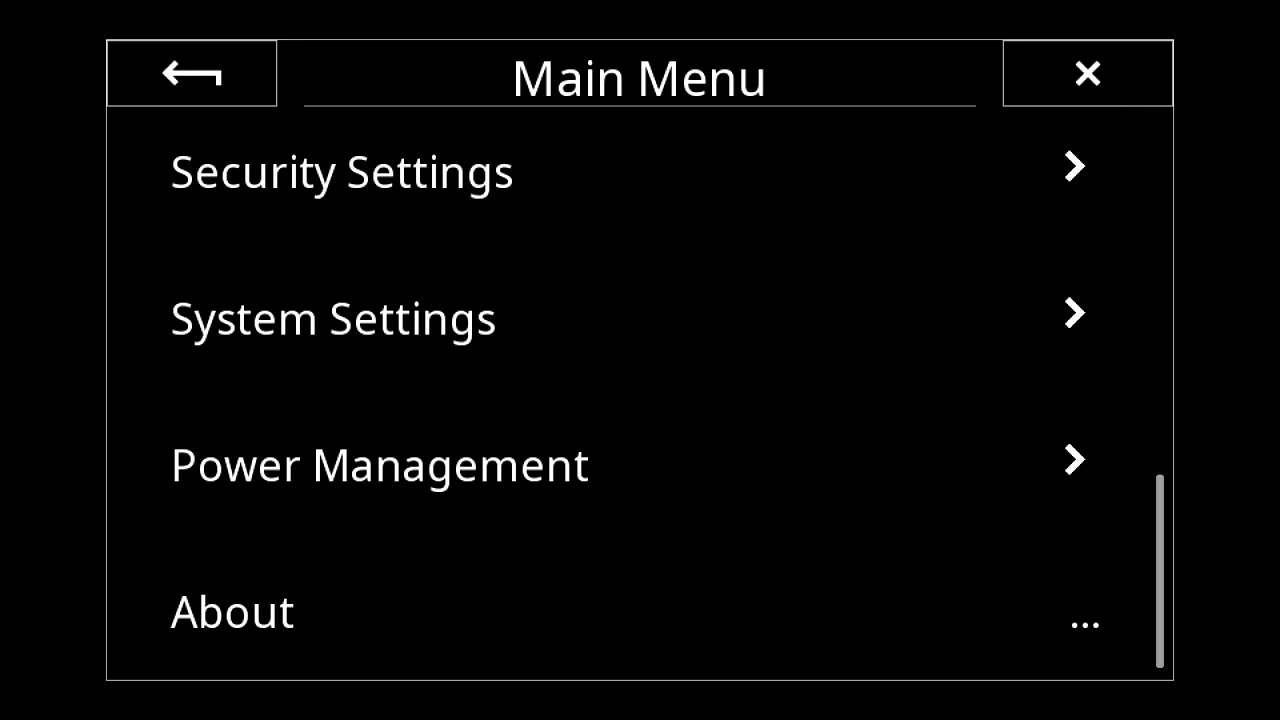 Main Menu
Security Settings
System Settings
Power Management
About
...